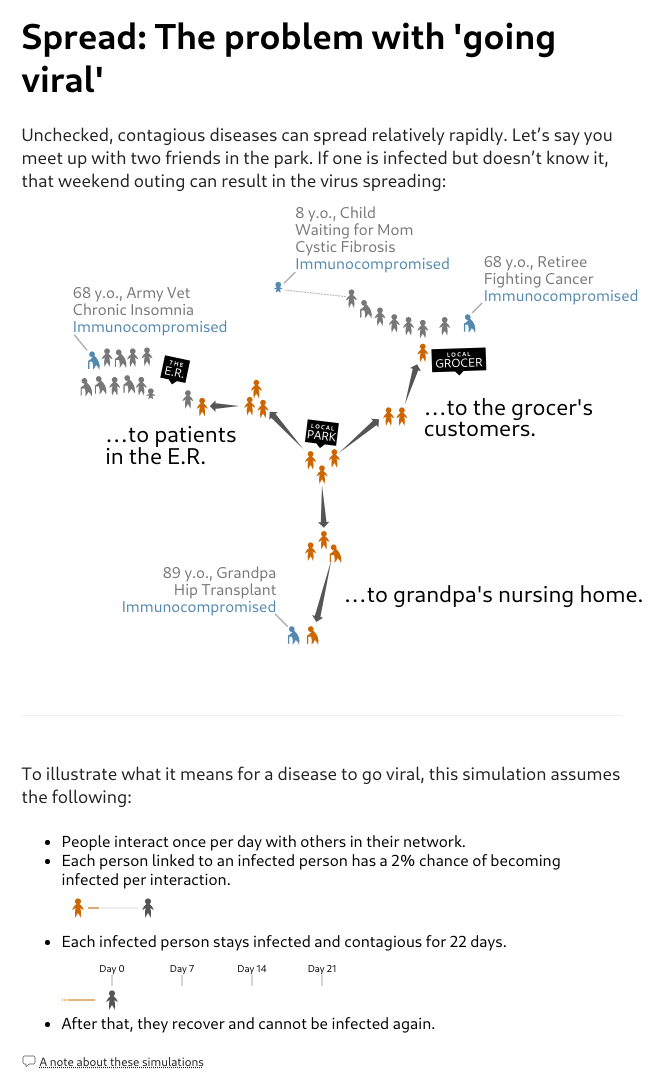 Spread: The problem with 'going
viral'
Unchecked, contagious diseases can spread relatively rapidly. Let’s say you
meet up with two friends in the park. If one is infected but doesn’t know it,
that weekend outing can result in the virus spreading:
8 y.o., Child
Waiting for Mom
Cystic Fibrosis
Immunocompromised
68 y.o., Retiree
Fighting Cancer
Immunocompromised
68 y.o., Army Vet
Chronic Insomnia
Immunocompromised
THE
E.R.
LOCAL
GROCER
...to the grocer's
customers.
LOCAL
PARK
...to patients
in the E.R.
89 y.o., Grandpa
Hip Transplant
Immunocompromised
...to grandpa's nursing home.
To illustrate what it means for a disease to go viral, this simulation assumes
the following:
• People interact once per day with others in their network.
• Each person linked to an infected person has a 2% chance of becoming
infected per interaction.
• Each infected person stays infected and contagious for 22 days.
Day 0 Day 7 Day 14 Day 21
• After that, they recover and cannot be infected again.
A note about these simulations